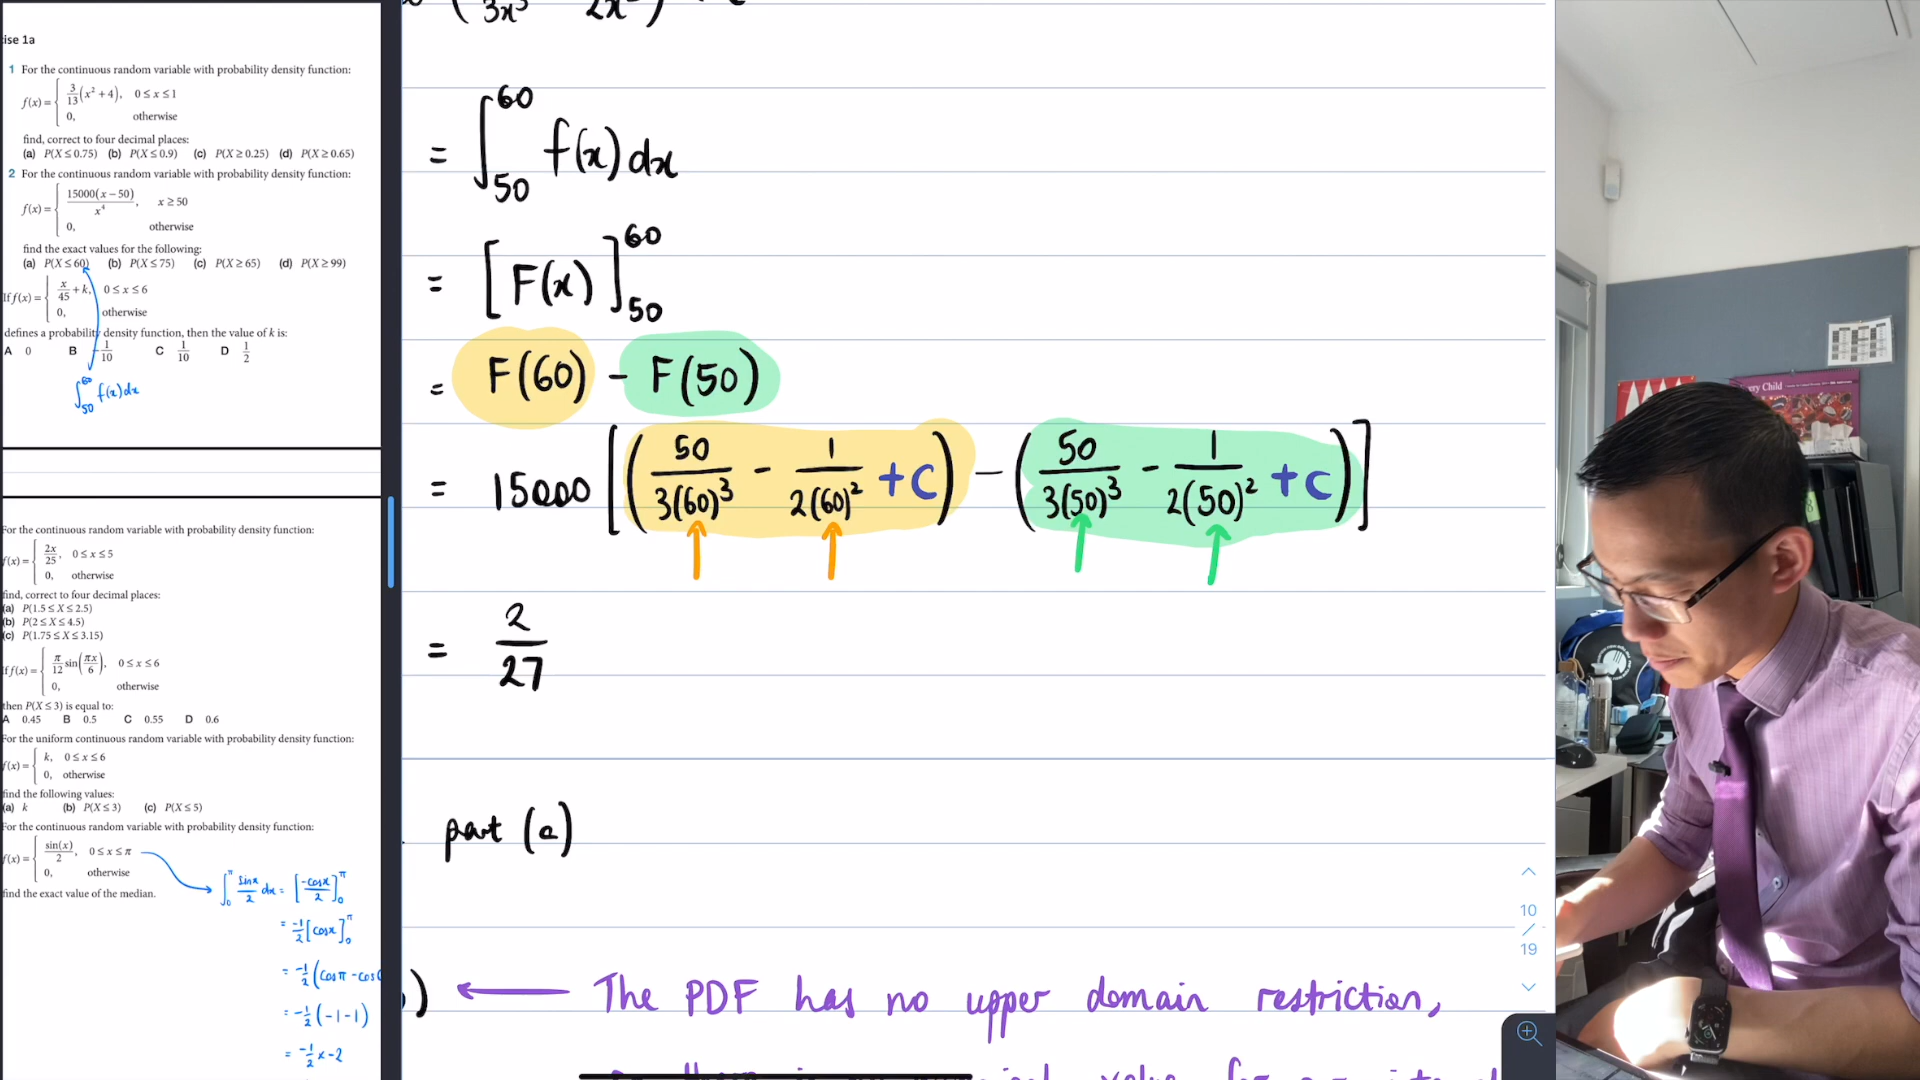 ise 1a
1 For the continuous random variable with probability density function:
f(x) = { 3/13 (x² + 4), 0 ≤ x ≤ 1
0, otherwise
find, correct to four decimal places:
(a) P(X ≤ 0.75) (b) P(X ≤ 0.9) (c) P(X ≥ 0.25) (d) P(X ≥ 0.65)
2 For the continuous random variable with probability density function:
f(x) = { 15000(x − 50)/x⁴, x ≥ 50
0, otherwise
find the exact values for the following:
(a) P(X ≤ 60) (b) P(X ≤ 75) (c) P(X ≥ 65) (d) P(X ≥ 99)
If f(x) = { x/45 + k, 0 ≤ x ≤ 6
0, otherwise
defines a probability density function, then the value of k is:
A 0 B −1/10 C 1/10 D 1/2
∫₅₀⁶⁰ f(x) dx
For the continuous random variable with probability density function:
f(x) = { 2x/25, 0 ≤ x ≤ 5
0, otherwise
find, correct to four decimal places:
(a) P(1.5 ≤ X ≤ 2.5)
(b) P(2 ≤ X ≤ 4.5)
(c) P(1.75 ≤ X ≤ 3.15)
If f(x) = { π/12 sin(πx/6), 0 ≤ x ≤ 6
0, otherwise
then P(X ≤ 3) is equal to:
A 0.45 B 0.5 C 0.55 D 0.6
For the uniform continuous random variable with probability density function:
f(x) = { k, 0 ≤ x ≤ 6
0, otherwise
find the following values:
(a) k (b) P(X ≤ 3) (c) P(X ≤ 5)
For the continuous random variable with probability density function:
f(x) = { sin(x)/2, 0 ≤ x ≤ π
0, otherwise
find the exact value of the median.
∫₀^π sinx/2 dx = [−cosx/2]₀^π
= −1/2 [cosx]₀^π
= −1/2 (cosπ − cos
= −1/2 (−1 −1)
= −1/2 × −2
= ∫₅₀⁶⁰ f(x) dx
= [F(x)]₅₀⁶⁰
= F(60) − F(50)
= 15000 [(50/3(60)³ − 1/2(60)² + C) − (50/3(50)³ − 1/2(50)² + C)]
= 2/27
part (a)
) ← The PDF has no upper domain restriction,
10
/
19